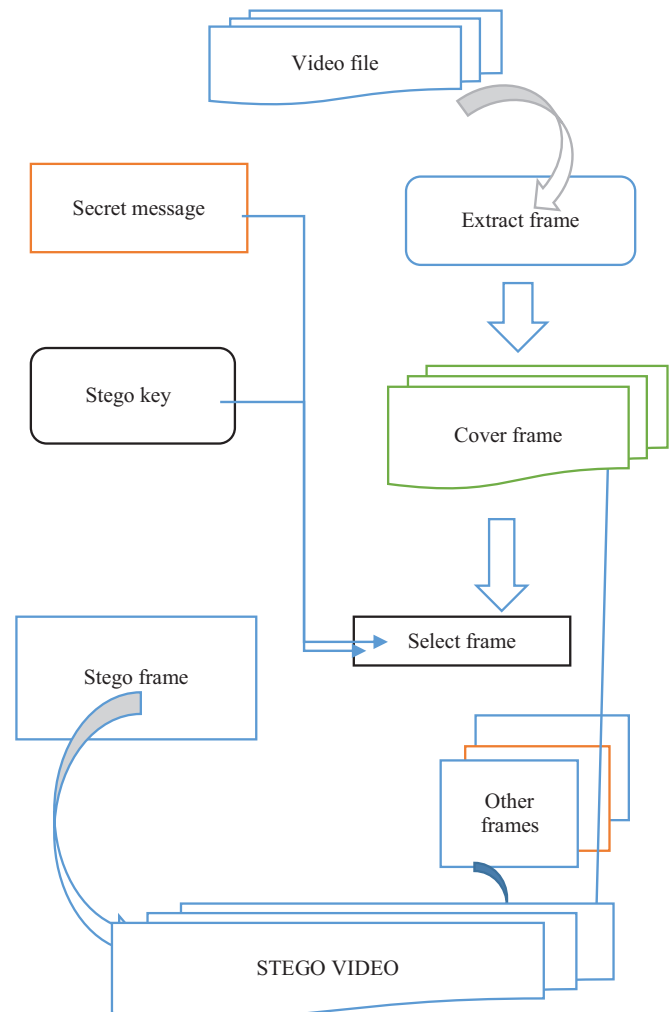 Video file
Secret message
Extract frame
Stego key
Cover frame
Select frame
Stego frame
Other
frames
STEGO VIDEO